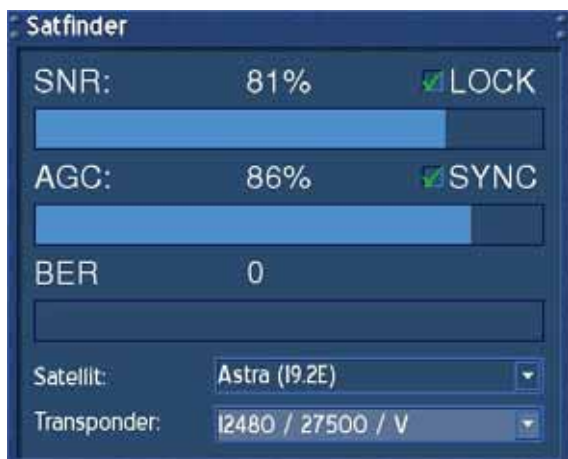 Satfinder
SNR: 81% LOCK
AGC: 86% SYNC
BER 0
Satellit: Astra (19.2E)
Transponder: 12480 / 27500 / V